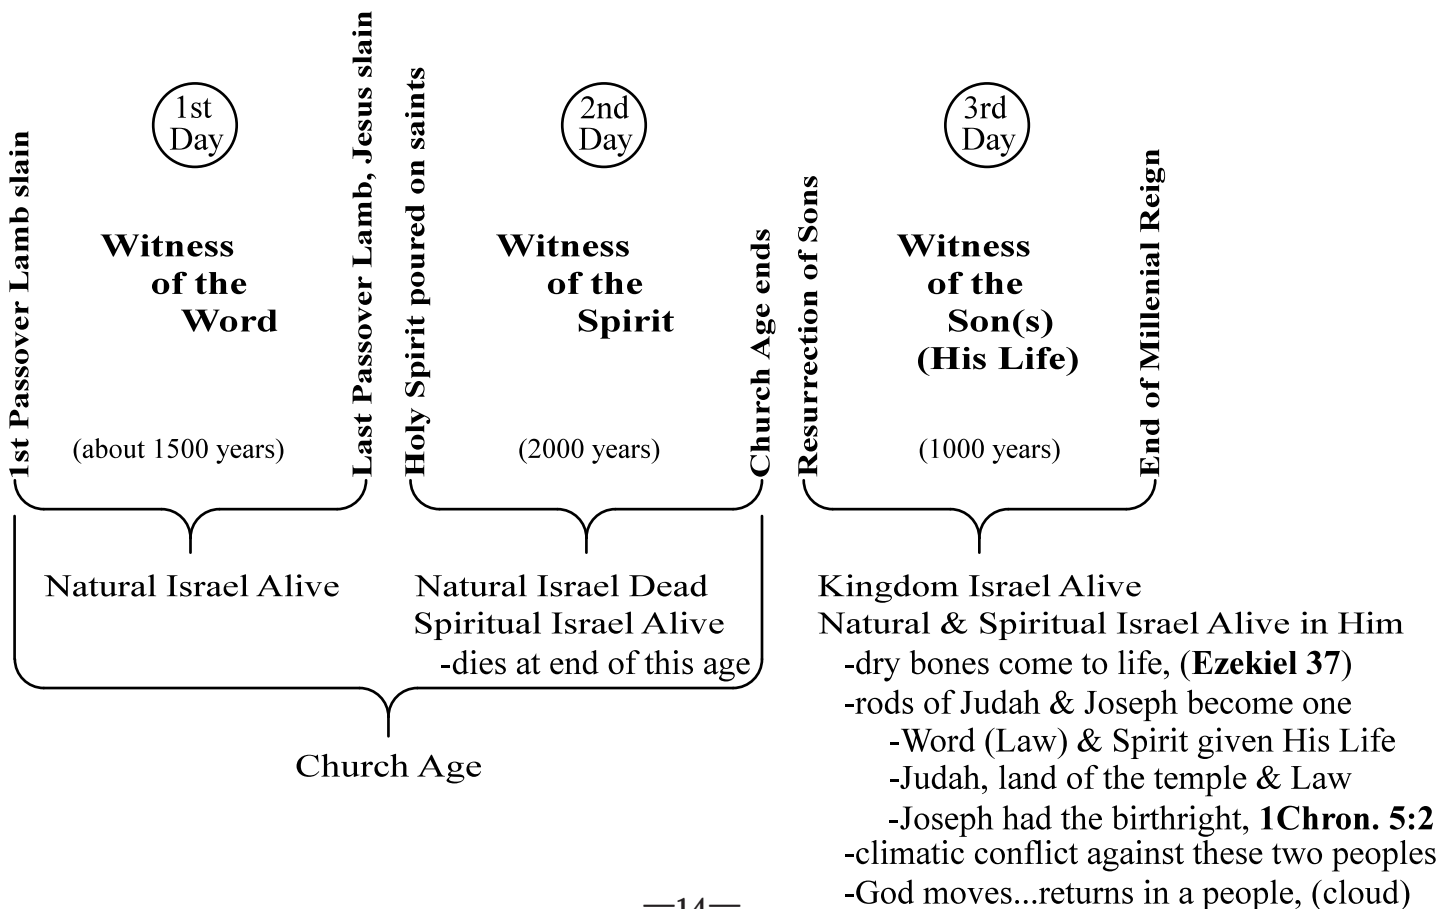 1st Passover Lamb slain
1st
Day
Witness
of the
Word
(about 1500 years)
Last Passover Lamb, Jesus slain
Holy Spirit poured on saints
2nd
Day
Witness
of the
Spirit
(2000 years)
Church Age ends
Resurrection of Sons
3rd
Day
Witness
of the
Son(s)
(His Life)
(1000 years)
End of Millenial Reign
Natural Israel Alive
Natural Israel Dead
Spiritual Israel Alive
-dies at end of this age
Church Age
Kingdom Israel Alive
Natural & Spiritual Israel Alive in Him
-dry bones come to life, (Ezekiel 37)
-rods of Judah & Joseph become one
-Word (Law) & Spirit given His Life
-Judah, land of the temple & Law
-Joseph had the birthright, 1Chron. 5:2
-climatic conflict against these two peoples
-God moves...returns in a people, (cloud)
—14—